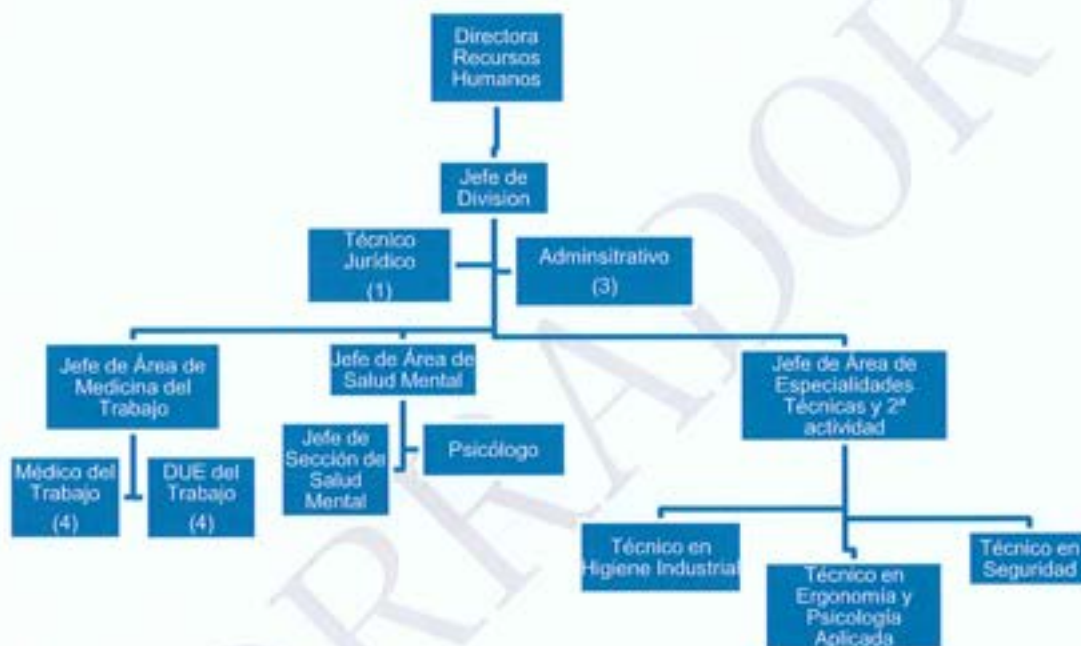 Directora
Recursos
Humanos
Jefe de
Division
Técnico
Jurídico
(1)
Adminsitrativo
(3)
Jefe de Área de
Medicina del
Trabajo
Jefe de Área de
Salud Mental
Jefe de Área de
Especialidades
Técnicas y 2ª
actividad
Médico del
Trabajo
(4)
DUE del
Trabajo
(4)
Jefe de
Sección de
Salud
Mental
Psicólogo
Técnico en
Higiene Industrial
Técnico en
Ergonomía y
Psicología
Aplicada
Técnico en
Seguridad